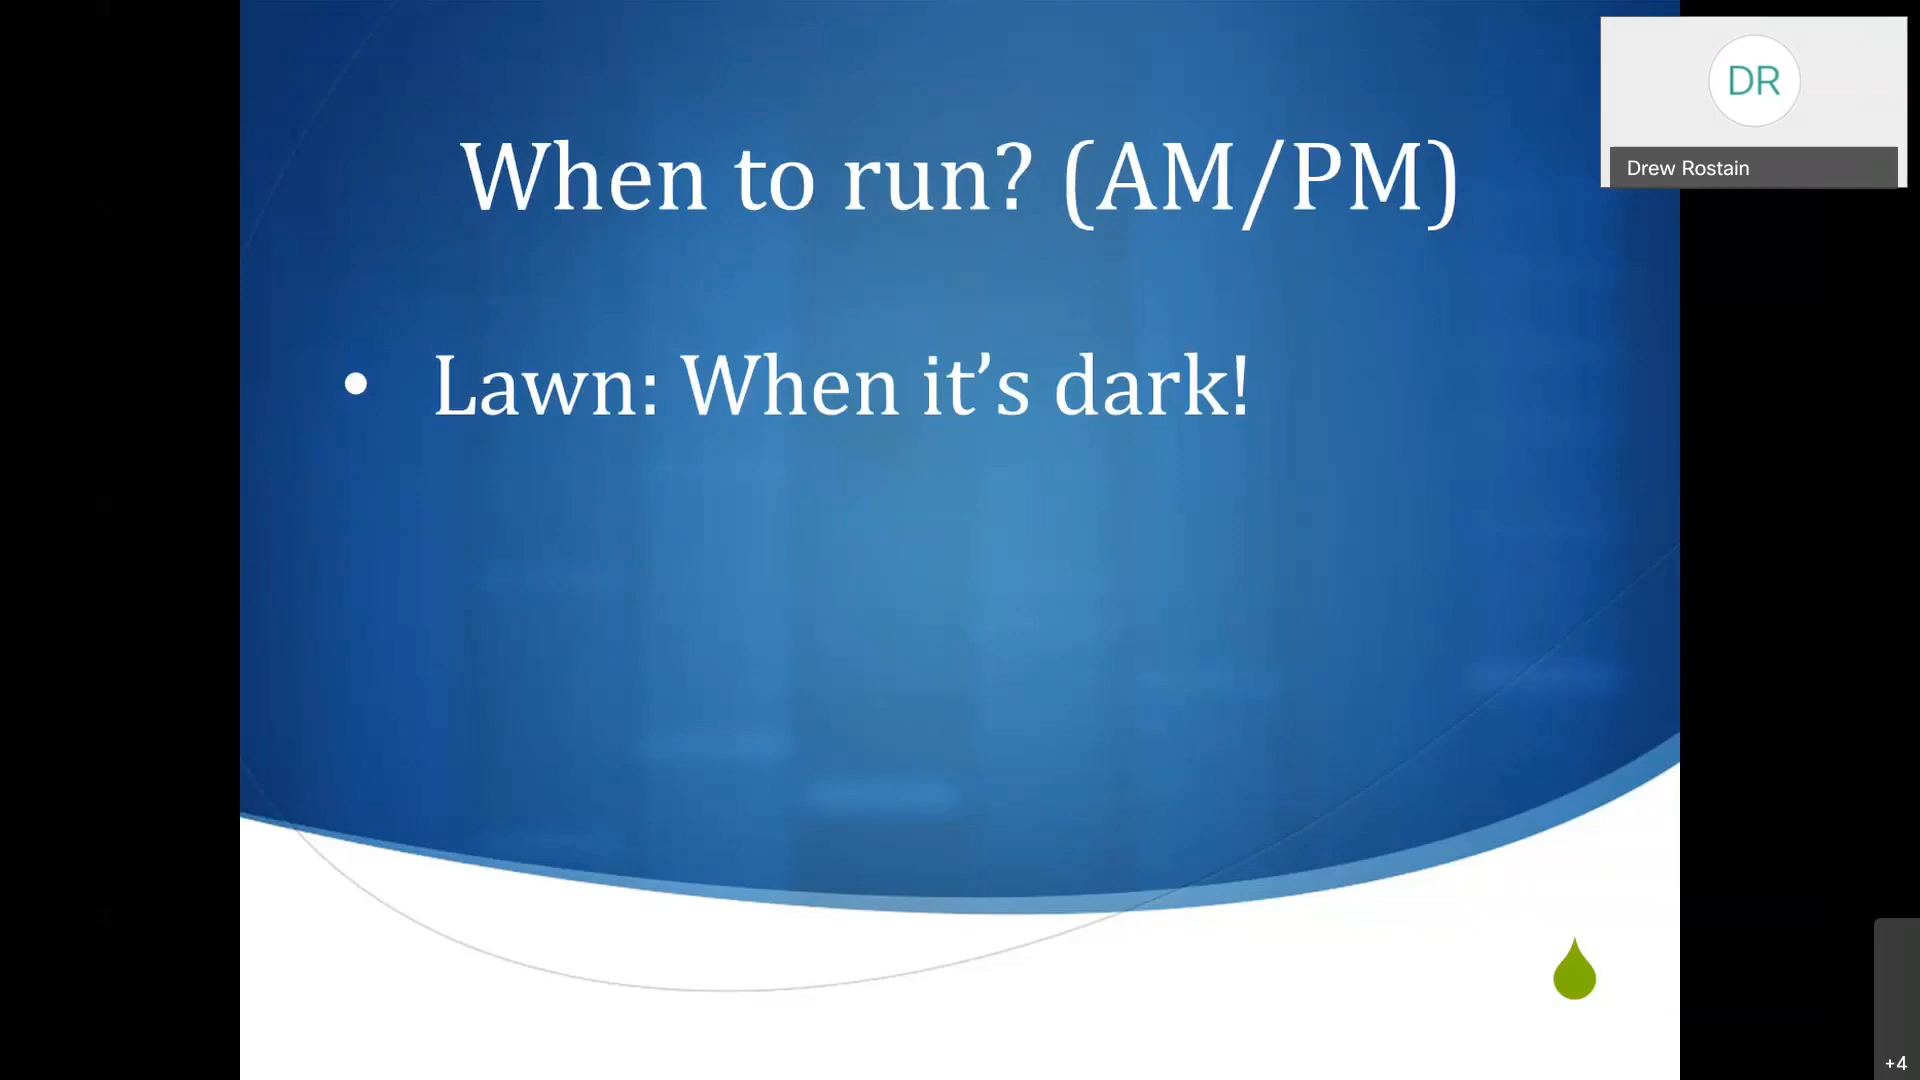 When to run? (AM/PM)
• Lawn: When it’s dark!
DR
Drew Rostain
+4